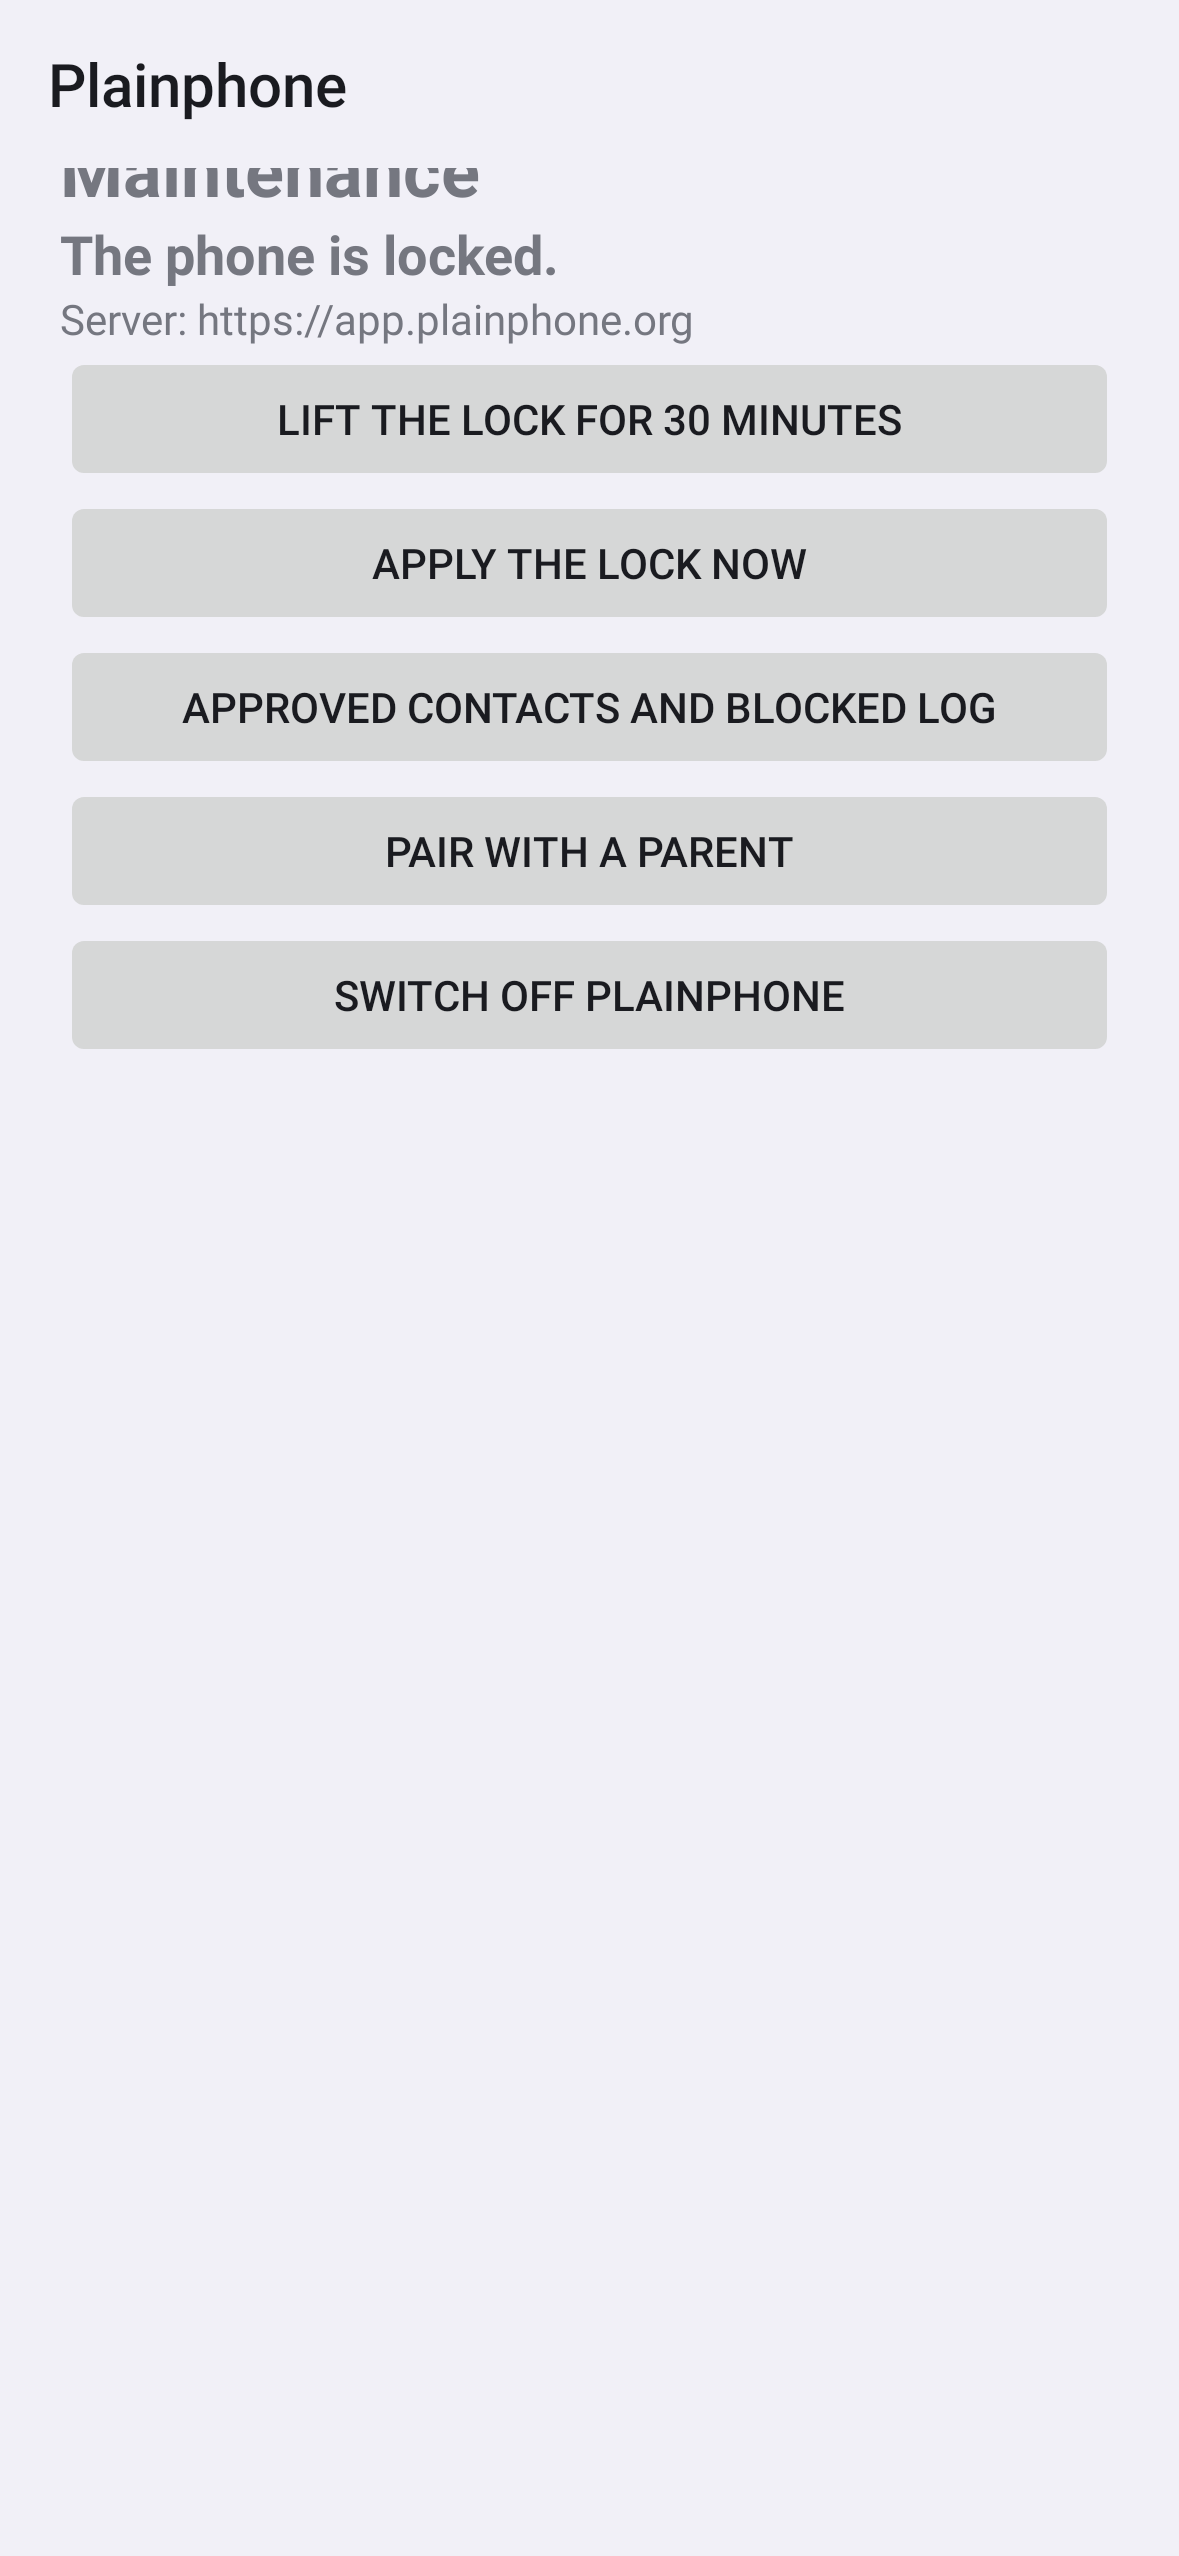 Plainphone
Maintenance
The phone is locked.
Server: https://app.plainphone.org
LIFT THE LOCK FOR 30 MINUTES
APPLY THE LOCK NOW
APPROVED CONTACTS AND BLOCKED LOG
PAIR WITH A PARENT
SWITCH OFF PLAINPHONE